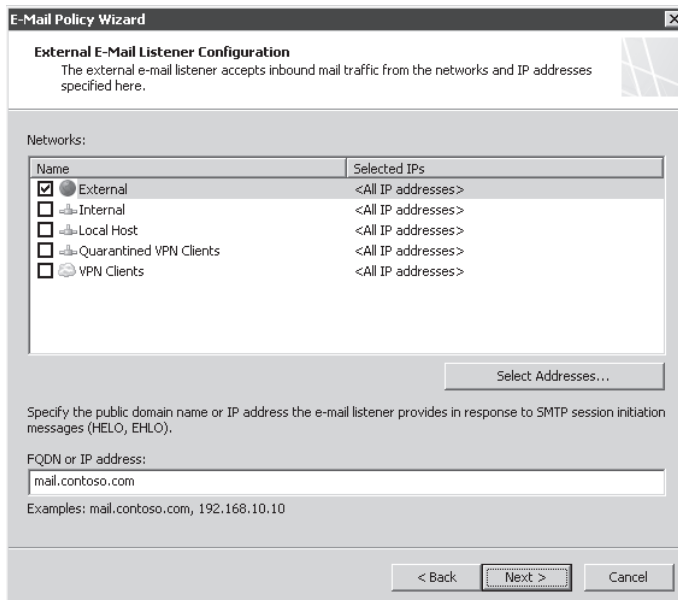 E-Mail Policy Wizard
External E-Mail Listener Configuration
The external e-mail listener accepts inbound mail traffic from the networks and IP addresses
specified here.
Networks:
Name Selected IPs
External <All IP addresses>
Internal <All IP addresses>
Local Host <All IP addresses>
Quarantined VPN Clients <All IP addresses>
VPN Clients <All IP addresses>
Select Addresses...
Specify the public domain name or IP address the e-mail listener provides in response to SMTP session initiation
messages (HELO, EHLO).
FQDN or IP address:
mail.contoso.com
Examples: mail.contoso.com, 192.168.10.10
< Back Next > Cancel